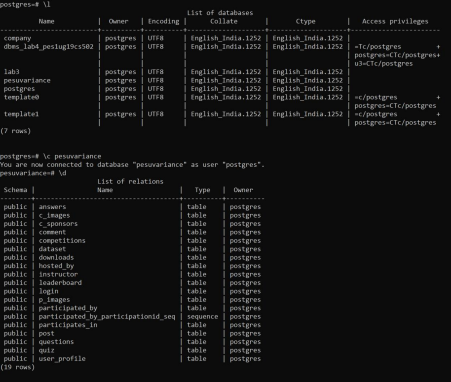 postgres=# \l
List of databases
Name | Owner | Encoding | Collate | Ctype | Access privileges
company | postgres | UTF8 | English_India.1252 | English_India.1252 |
dbms_lab4_pes1ug19cs502 | postgres | UTF8 | English_India.1252 | English_India.1252 | =Tc/postgres +
| | | | | postgres=CTc/postgres+
| | | | | u3=CTc/postgres
lab3 | postgres | UTF8 | English_India.1252 | English_India.1252 |
pesuvariance | postgres | UTF8 | English_India.1252 | English_India.1252 |
postgres | postgres | UTF8 | English_India.1252 | English_India.1252 |
template0 | postgres | UTF8 | English_India.1252 | English_India.1252 | =c/postgres +
| | | | | postgres=CTc/postgres
template1 | postgres | UTF8 | English_India.1252 | English_India.1252 | =c/postgres +
| | | | | postgres=CTc/postgres
(7 rows)
postgres=# \c pesuvariance
You are now connected to database "pesuvariance" as user "postgres".
pesuvariance=# \d
List of relations
Schema | Name | Type | Owner
public | answers | table | postgres
public | c_images | table | postgres
public | c_sponsors | table | postgres
public | comment | table | postgres
public | competitions | table | postgres
public | dataset | table | postgres
public | downloads | table | postgres
public | hosted_by | table | postgres
public | instructor | table | postgres
public | leaderboard | table | postgres
public | login | table | postgres
public | p_images | table | postgres
public | participated_by | table | postgres
public | participated_by_participationid_seq | sequence | postgres
public | participates_in | table | postgres
public | post | table | postgres
public | questions | table | postgres
public | quiz | table | postgres
public | user_profile | table | postgres
(19 rows)